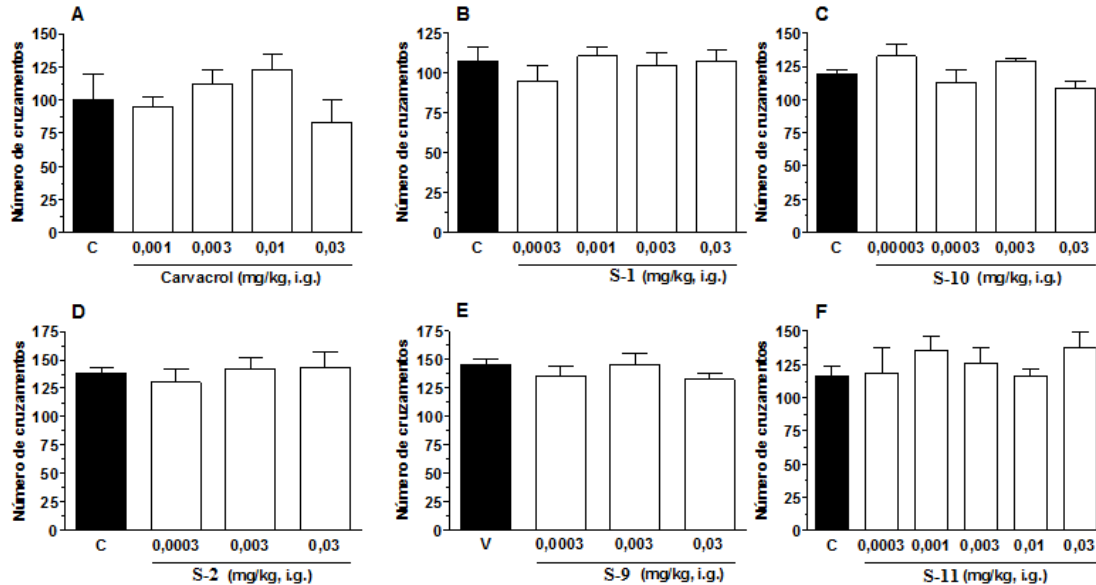 A
Número de cruzamentos
150
125
100
75
50
25
0
C 0,001 0,003 0,01 0,03
Carvacrol (mg/kg, i.g.)
B
Número de cruzamentos
125
100
75
50
25
0
C 0,0003 0,001 0,003 0,03
S-1 (mg/kg, i.g.)
C
Número de cruzamentos
150
125
100
75
50
25
0
C 0,00003 0,0003 0,003 0,03
S-10 (mg/kg, i.g.)
D
Número de cruzamentos
175
150
125
100
75
50
25
0
C 0,0003 0,003 0,03
S-2 (mg/kg, i.g.)
E
Número de cruzamentos
175
150
125
100
75
50
25
0
V 0,0003 0,003 0,03
S-9 (mg/kg, i.g.)
F
Número de cruzamentos
150
125
100
75
50
25
0
C 0,0003 0,001 0,003 0,01 0,03
S-11 (mg/kg, i.g.)